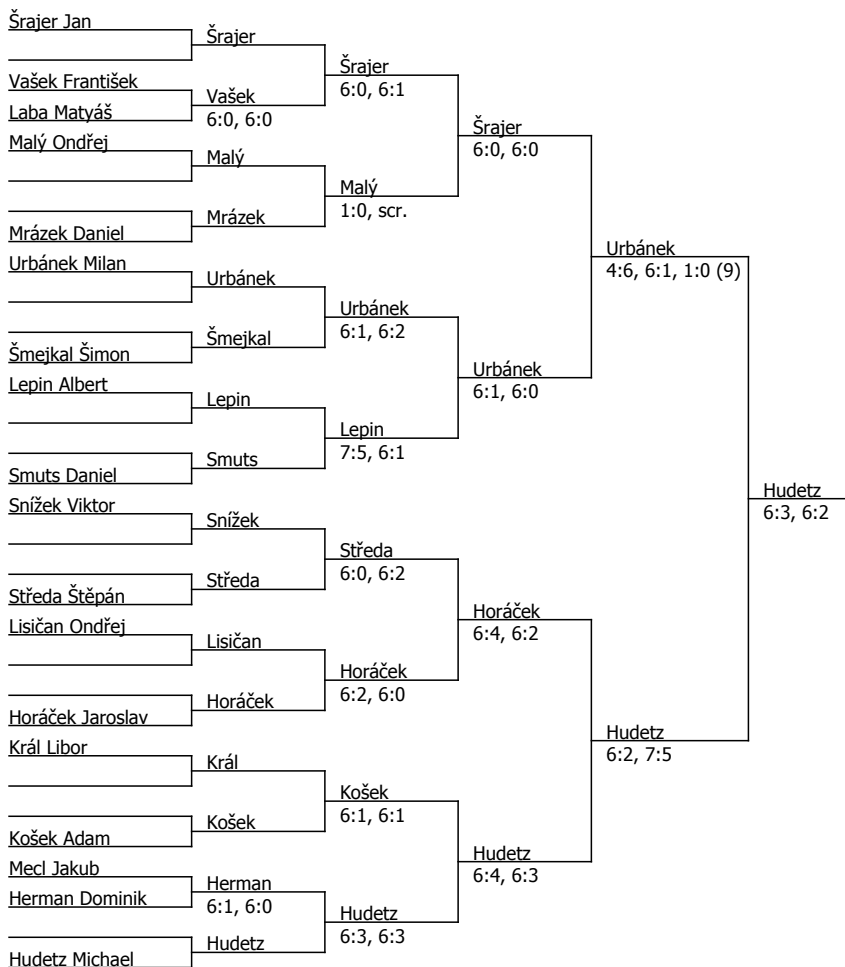 Šrajer Jan
Šrajer
Šrajer
6:0, 6:1
Vašek František
Vašek
6:0, 6:0
Laba Matyáš
Šrajer
6:0, 6:0
Malý Ondřej
Malý
Malý
1:0, scr.
Mrázek
Mrázek Daniel
Urbánek
4:6, 6:1, 1:0 (9)
Urbánek Milan
Urbánek
Urbánek
6:1, 6:2
Šmejkal
Šmejkal Šimon
Urbánek
6:1, 6:0
Lepin Albert
Lepin
Lepin
7:5, 6:1
Smuts
Smuts Daniel
Hudetz
6:3, 6:2
Snížek Viktor
Snížek
Středa
6:0, 6:2
Středa
Středa Štěpán
Horáček
6:4, 6:2
Lisičan Ondřej
Lisičan
Horáček
6:2, 6:0
Horáček
Horáček Jaroslav
Hudetz
6:2, 7:5
Král Libor
Král
Košek
6:1, 6:1
Košek
Košek Adam
Hudetz
6:4, 6:3
Mecl Jakub
Herman
6:1, 6:0
Herman Dominik
Hudetz
6:3, 6:3
Hudetz
Hudetz Michael